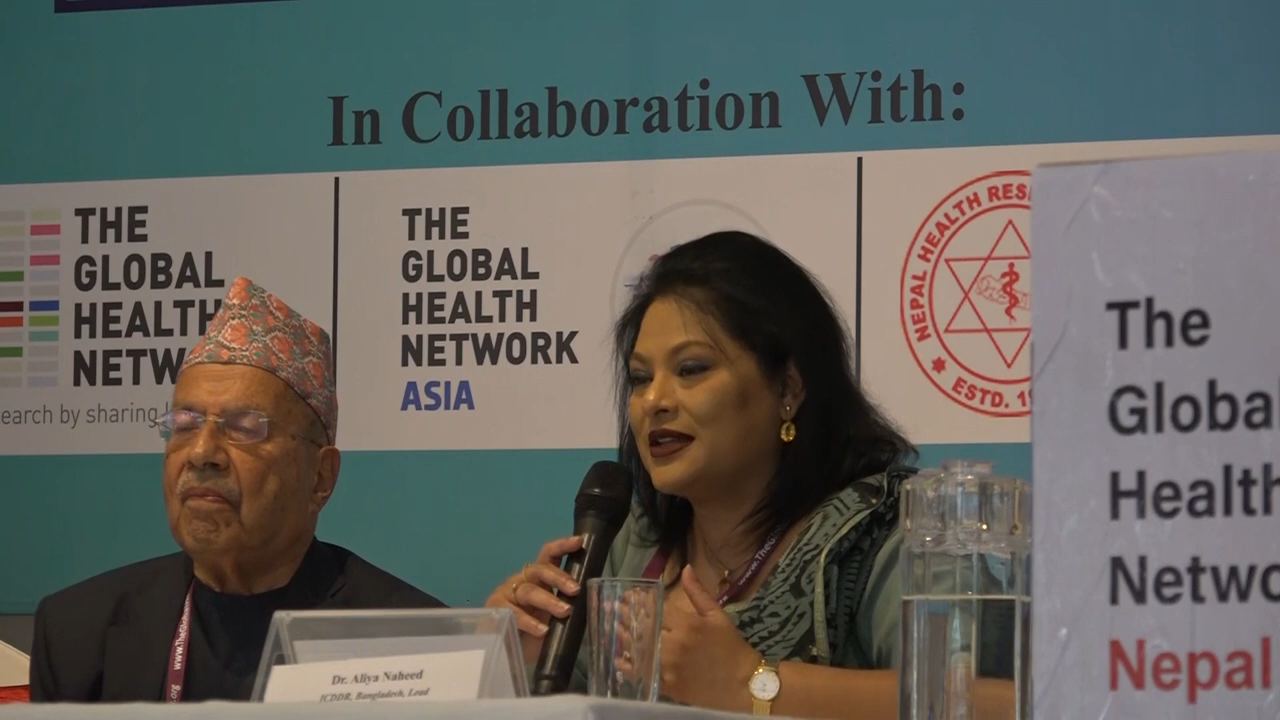 In Collaboration With:
THE
GLOBAL
HEALTH
NETW
earch by sharing
THE
GLOBAL
HEALTH
NETWORK
ASIA
NEPAL HEALTH RES
ESTD. 19
The
Globa
Health
Netwo
Nepal
Dr. Aliya Naheed
ICDDR, Bangladesh, Lead